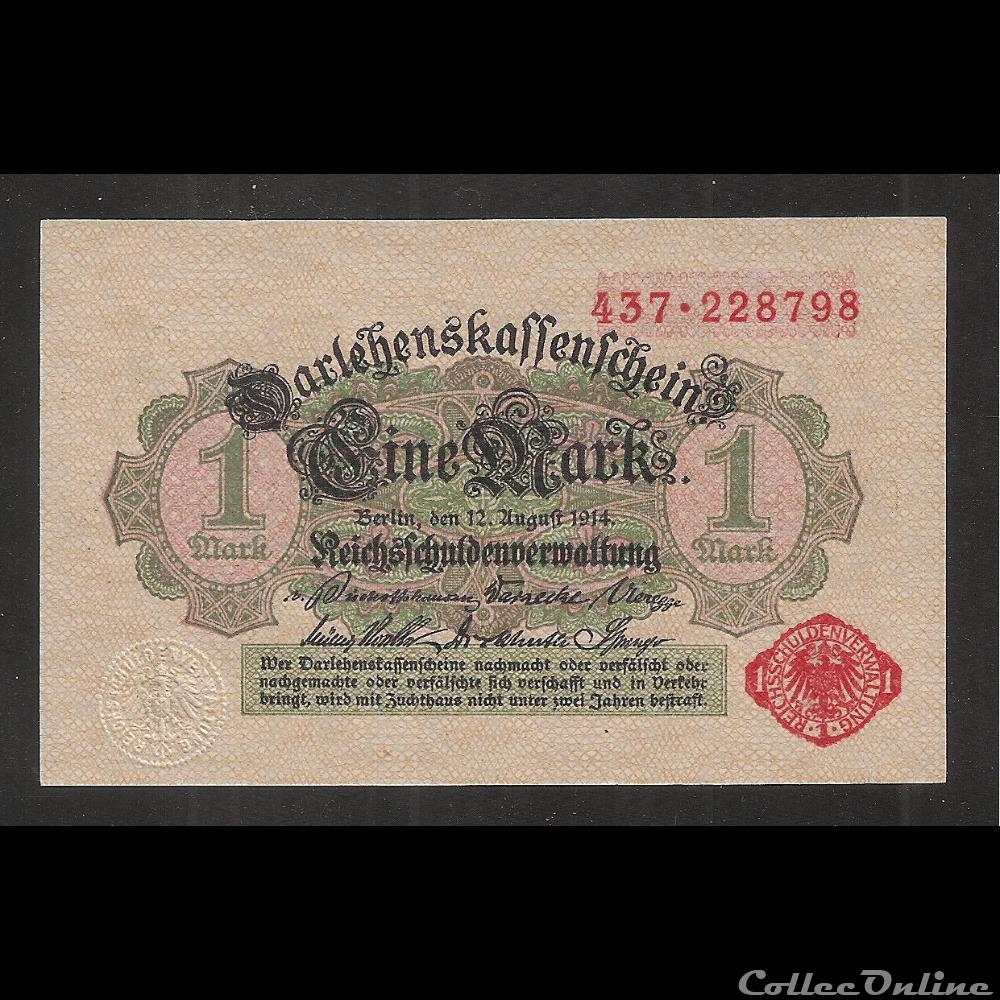 437·228798
Darlehenskassenschein
Eine Mark.
1 Mark
1 Mark
Berlin, den 12. August 1914.
Reichsschuldenverwaltung
Wer Darlehenskassenscheine nachmacht oder verfälscht oder
nachgemachte oder verfälschte sich verschafft und in Verkehr
bringt, wird mit Zuchthaus nicht unter zwei Jahren bestraft.
REICHSSCHULDENVERWALTUNG
1 1
ColleeOnline